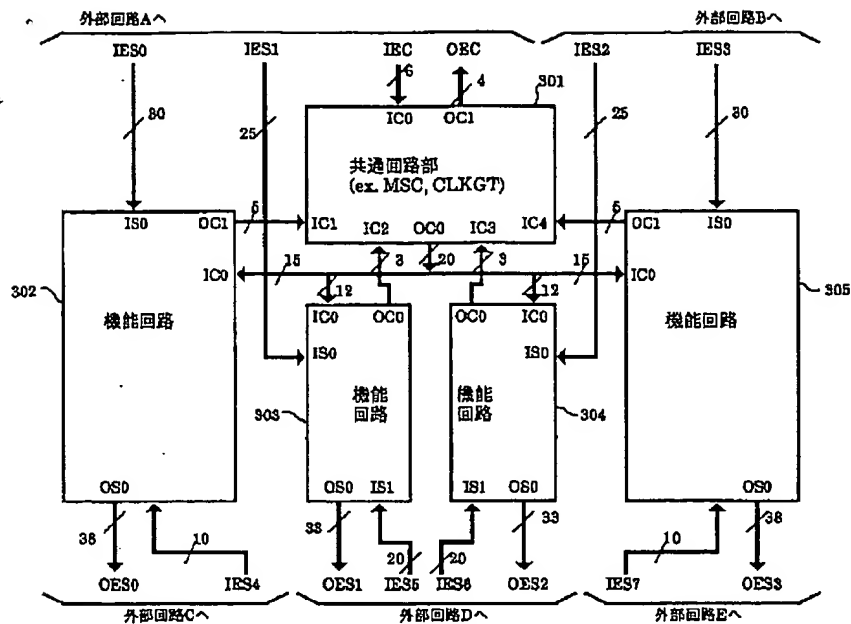 外部回路Aへ 外部回路Bへ
IES0 IES1 IEC OEC IES2 IES3
6 4 301
30 25 IC0 OC1 25 30
共通回路部
(ex. MSC, CLKGT)
IS0 OC1 5 IC1 IC2 OC0 IC3 IC4 5 OC1 IS0
302 IC0 15 3 20 3 15 IC0 305
12 12
機能回路 IC0 OC0 OC0 IC0 機能回路
IS0 IS0
303 機能 機能 304
回路 回路
OS0 OS0 IS1 IS1 OS0 OS0
38 10 33 20 20 33 10 38
OES0 IES4 OES1 IES5 IES6 OES2 IES7 OES3
外部回路Cへ 外部回路Dへ 外部回路Eへ